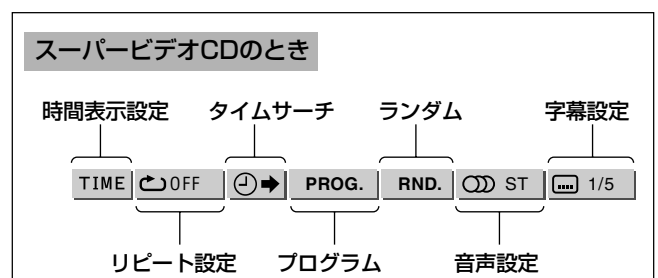 スーパービデオCDのとき
時間表示設定 タイムサーチ ランダム 字幕設定
TIME OFF PROG. RND. ST 1/5
リピート設定 プログラム 音声設定